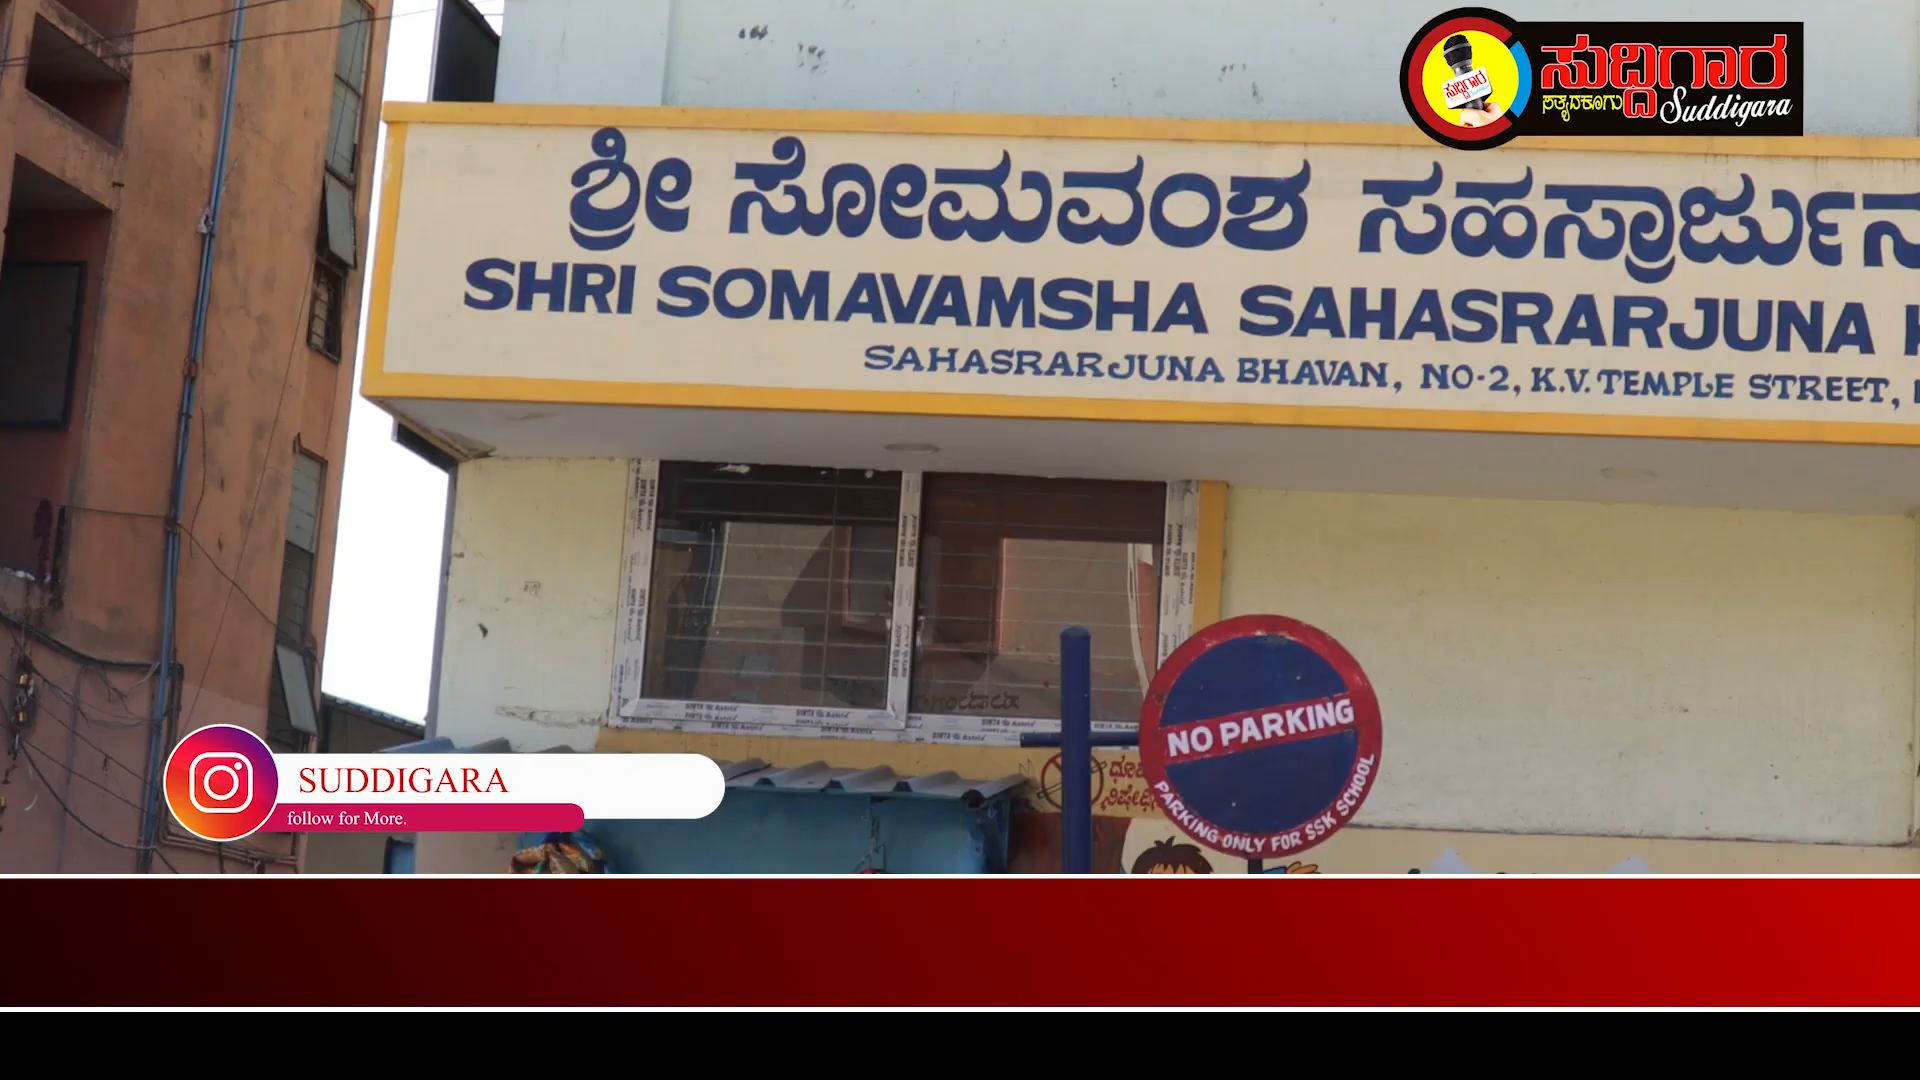 ಸುದ್ದಿಗಾರ
ಸತ್ಯದಕೂಗು
Suddigara
ಶ್ರೀ ಸೋಮವಂಶ ಸಹಸ್ರಾರ್ಜುನ
SHRI SOMAVAMSHA SAHASRARJUNA
SAHASRARJUNA BHAVAN, NO-2, K.V. TEMPLE STREET,
NO PARKING
PARKING ONLY FOR SSK SCHOOL
SUDDIGARA
follow for More.